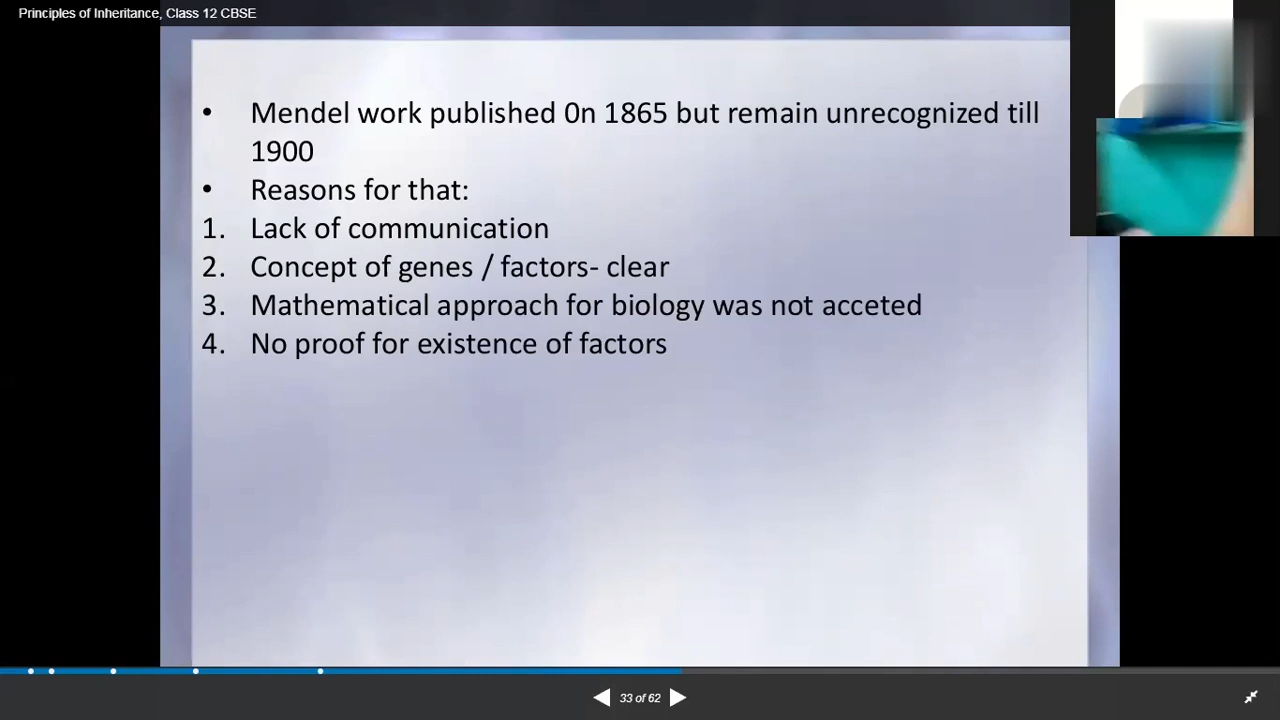 Principles of Inheritance, Class 12 CBSE
• Mendel work published 0n 1865 but remain unrecognized till
1900
• Reasons for that:
1. Lack of communication
2. Concept of genes / factors- clear
3. Mathematical approach for biology was not acceted
4. No proof for existence of factors
33 of 62